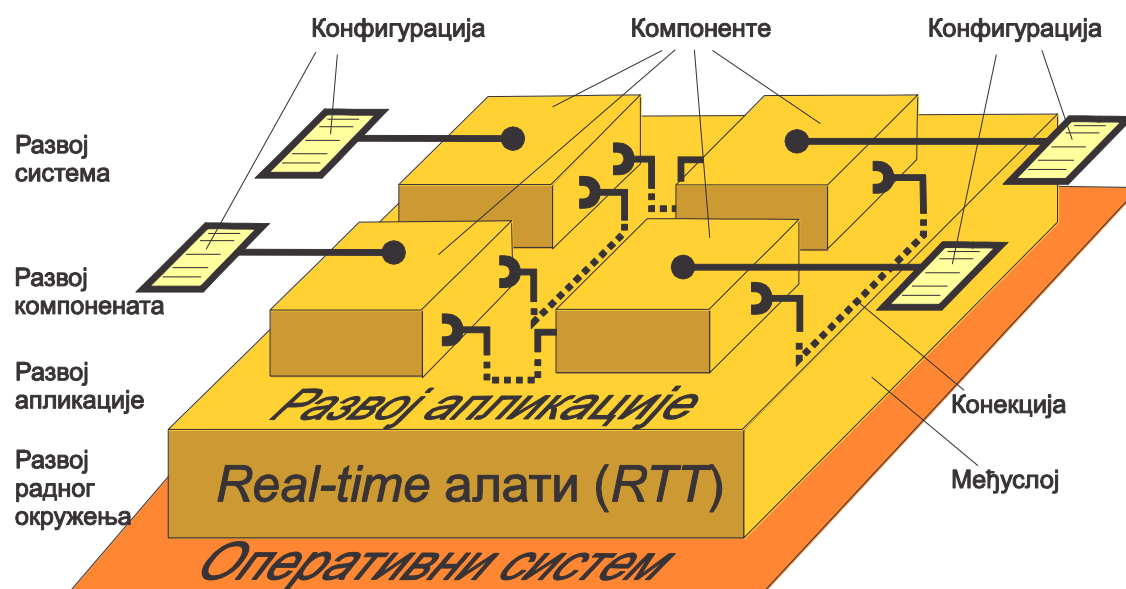 Конфигурација
Компоненте
Конфигурација
Развој
система
Развој
компонената
Развој
апликације
Развој апликације
Конекција
Развој
радног
окружења
Real-time алати (RTT)
Међуслој
Оперативни систем